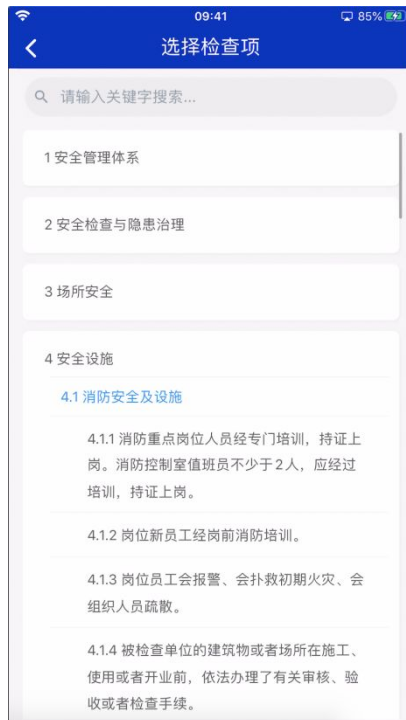 09:41
85%
选择检查项
请输入关键字搜索...
1 安全管理体系
2 安全检查与隐患治理
3 场所安全
4 安全设施
4.1 消防安全及设施
4.1.1 消防重点岗位人员经专门培训，持证上
岗。消防控制室值班员不少于2人，应经过
培训，持证上岗。
4.1.2 岗位新员工经岗前消防培训。
4.1.3 岗位员工会报警、会扑救初期火灾、会
组织人员疏散。
4.1.4 被检查单位的建筑物或者场所在施工、
使用或者开业前，依法办理了有关审核、验
收或者检查手续。